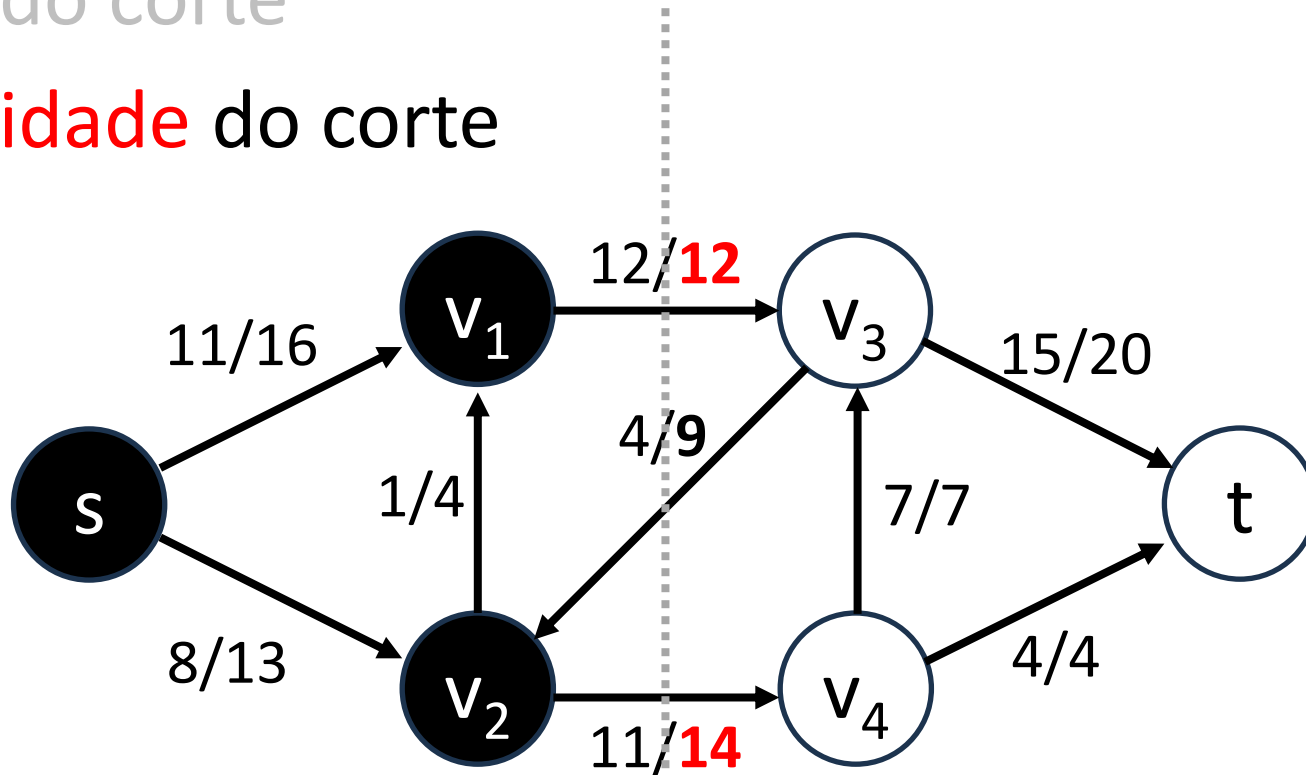 do corte
idade do corte
12/12
v1
v3
11/16
15/20
4/9
1/4
7/7
s
t
8/13
4/4
v2
v4
11/14